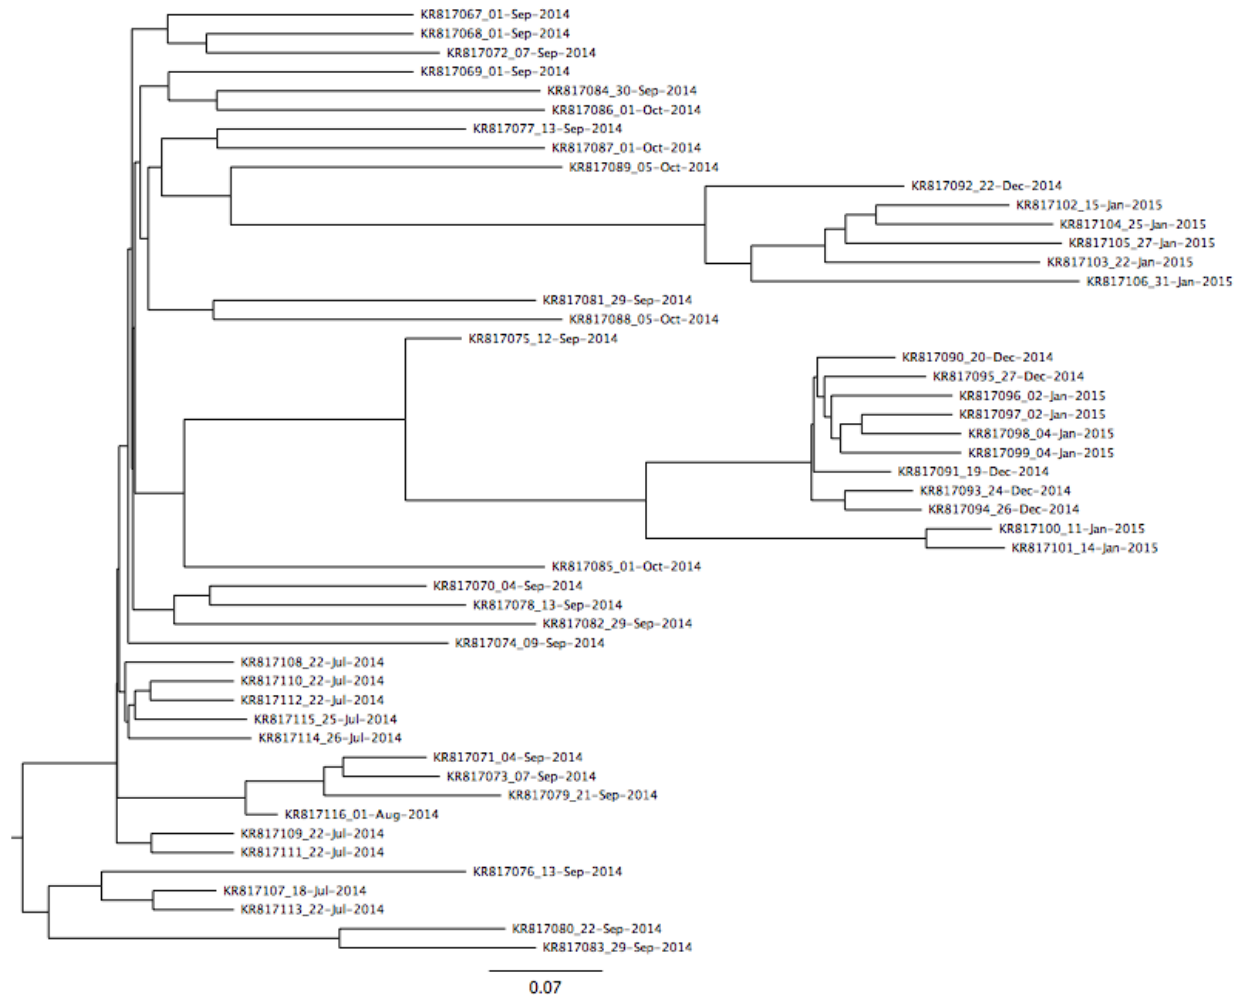 KR817067_01-Sep-2014
KR817068_01-Sep-2014
KR817072_07-Sep-2014
KR817069_01-Sep-2014
KR817084_30-Sep-2014
KR817086_01-Oct-2014
KR817077_13-Sep-2014
KR817087_01-Oct-2014
KR817089_05-Oct-2014
KR817092_22-Dec-2014
KR817102_15-Jan-2015
KR817104_25-Jan-2015
KR817105_27-Jan-2015
KR817103_22-Jan-2015
KR817106_31-Jan-2015
KR817081_29-Sep-2014
KR817088_05-Oct-2014
KR817075_12-Sep-2014
KR817090_20-Dec-2014
KR817095_27-Dec-2014
KR817096_02-Jan-2015
KR817097_02-Jan-2015
KR817098_04-Jan-2015
KR817099_04-Jan-2015
KR817091_19-Dec-2014
KR817093_24-Dec-2014
KR817094_26-Dec-2014
KR817100_11-Jan-2015
KR817101_14-Jan-2015
KR817085_01-Oct-2014
KR817070_04-Sep-2014
KR817078_13-Sep-2014
KR817082_29-Sep-2014
KR817074_09-Sep-2014
KR817108_22-Jul-2014
KR817110_22-Jul-2014
KR817112_22-Jul-2014
KR817115_25-Jul-2014
KR817114_26-Jul-2014
KR817071_04-Sep-2014
KR817073_07-Sep-2014
KR817079_21-Sep-2014
KR817116_01-Aug-2014
KR817109_22-Jul-2014
KR817111_22-Jul-2014
KR817076_13-Sep-2014
KR817107_18-Jul-2014
KR817113_22-Jul-2014
KR817080_22-Sep-2014
KR817083_29-Sep-2014
0.07